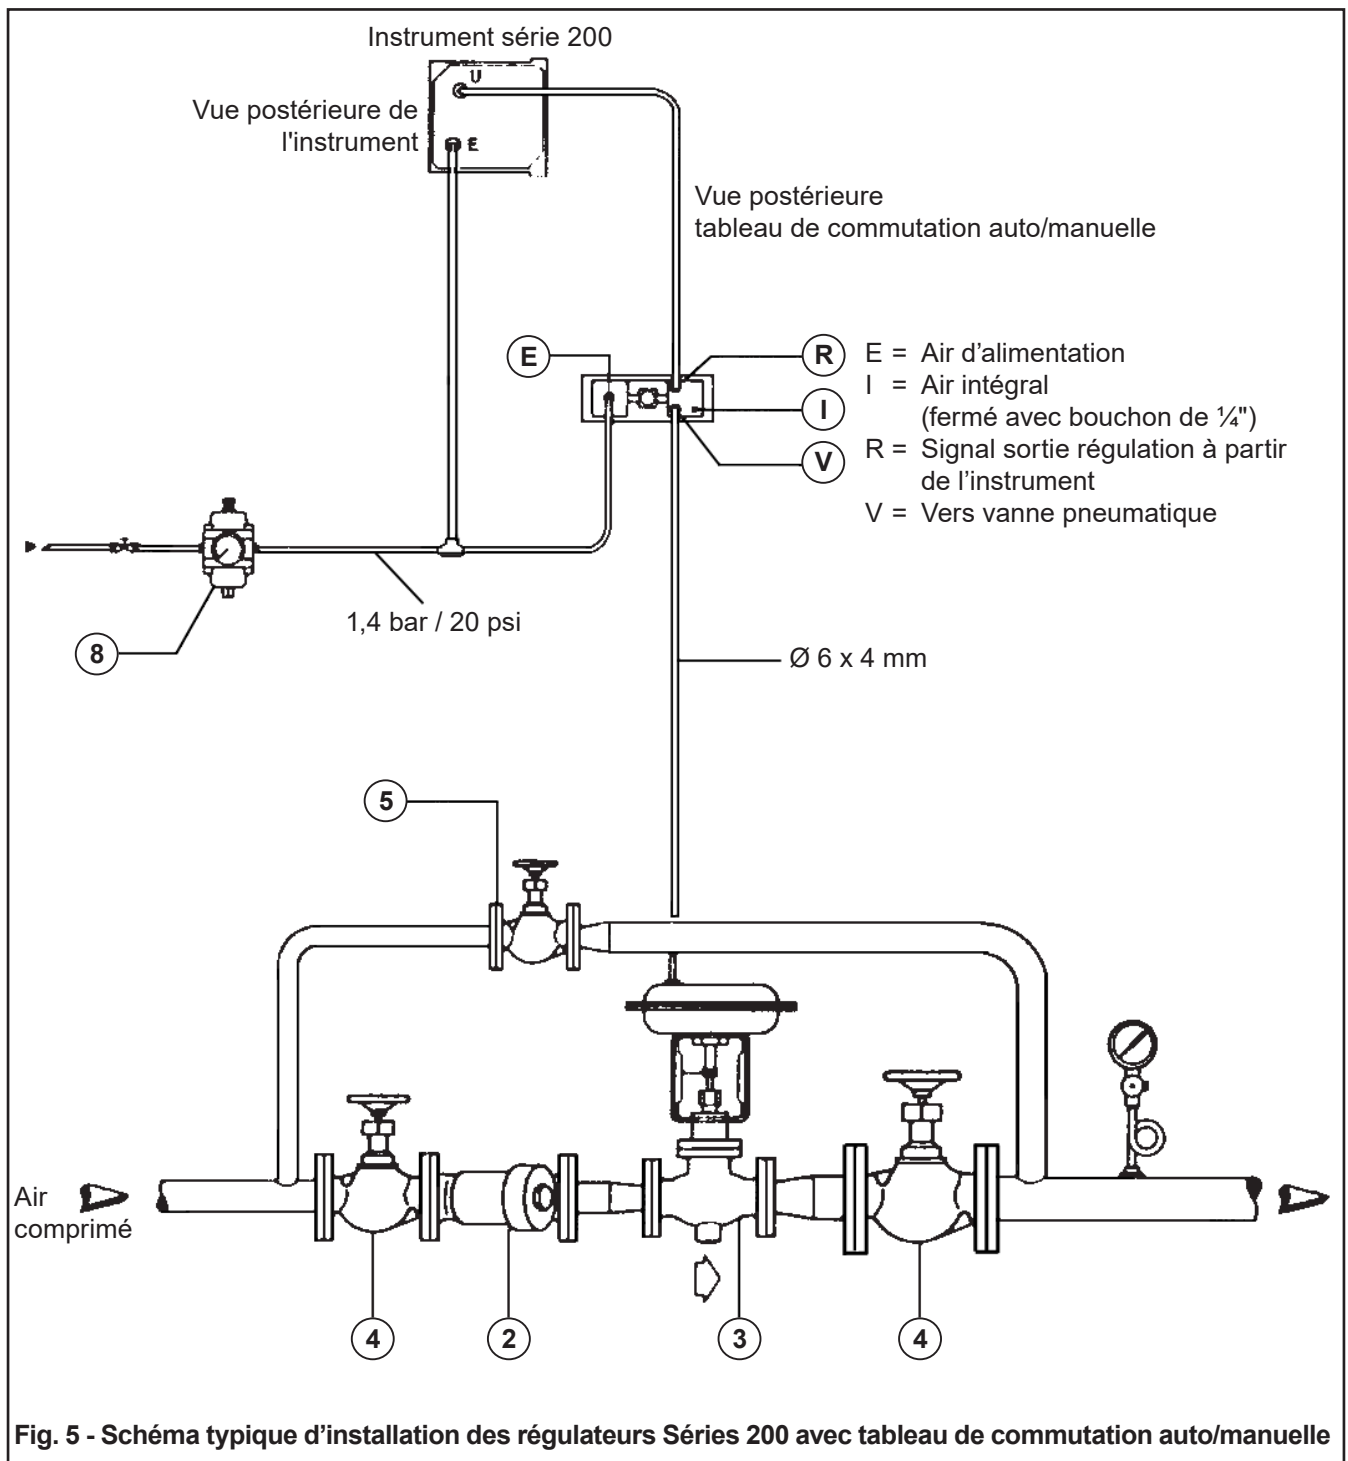 Instrument série 200
U
Vue postérieure de
l'instrument
E
Vue postérieure
tableau de commutation auto/manuelle
E
R
I
V
E = Air d’alimentation
I = Air intégral
(fermé avec bouchon de ¼")
R = Signal sortie régulation à partir
de l’instrument
V = Vers vanne pneumatique
1,4 bar / 20 psi
8
Ø 6 x 4 mm
5
Air
comprimé
4
2
3
4
Fig. 5 - Schéma typique d’installation des régulateurs Séries 200 avec tableau de commutation auto/manuelle